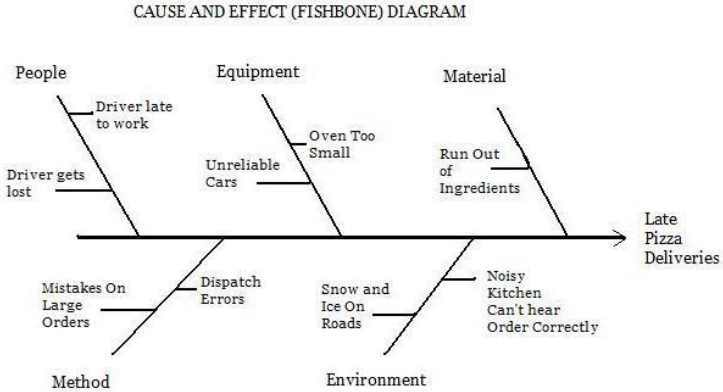 CAUSE AND EFFECT (FISHBONE) DIAGRAM
People
Equipment
Material
Driver late
to work
Driver gets
lost
Oven Too
Small
Unreliable
Cars
Run Out
of
Ingredients
Late
Pizza
Deliveries
Mistakes On
Large
Orders
Dispatch
Errors
Snow and
Ice On
Roads
Noisy
Kitchen
Can't hear
Order Correctly
Method
Environment